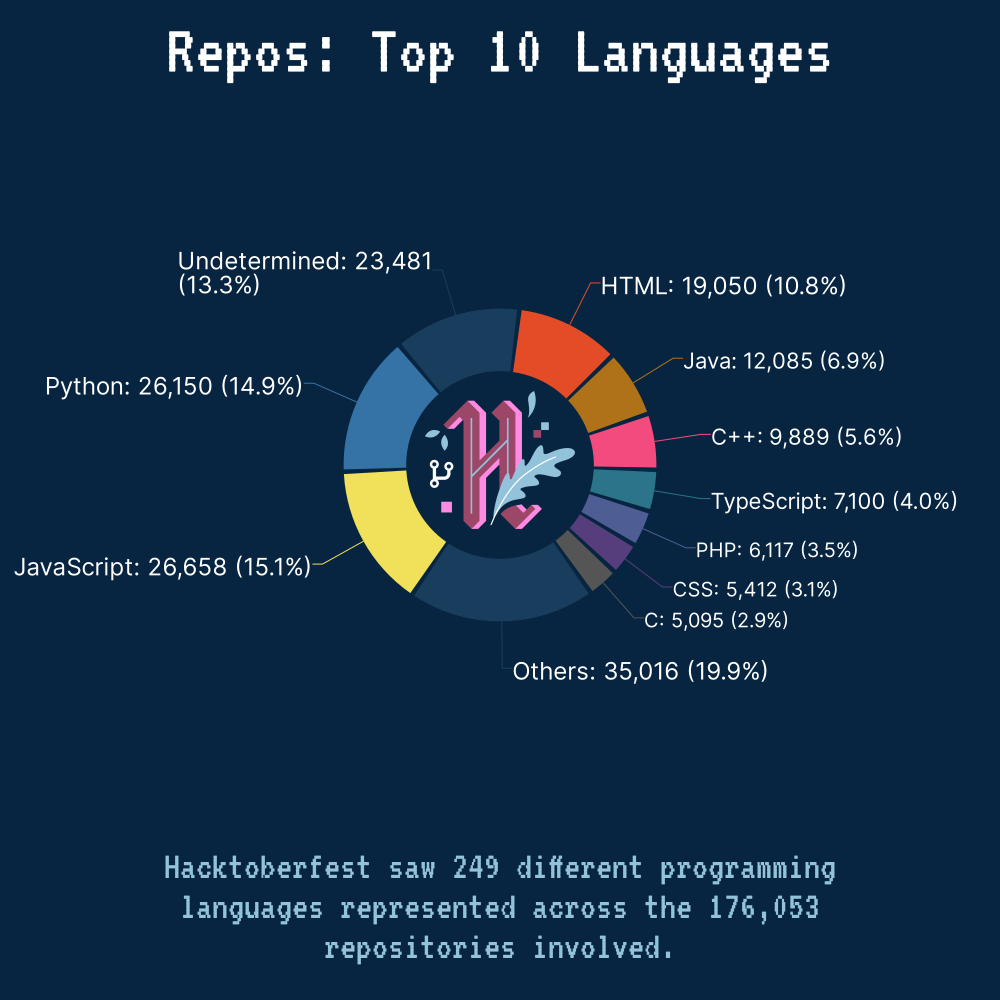 Repos: Top 10 Languages
Undetermined: 23,481
(13.3%)
HTML: 19,050 (10.8%)
Java: 12,085 (6.9%)
Python: 26,150 (14.9%)
C++: 9,889 (5.6%)
TypeScript: 7,100 (4.0%)
PHP: 6,117 (3.5%)
JavaScript: 26,658 (15.1%)
CSS: 5,412 (3.1%)
C: 5,095 (2.9%)
Others: 35,016 (19.9%)
H
Hacktoberfest saw 249 different programming
languages represented across the 176,053
repositories involved.